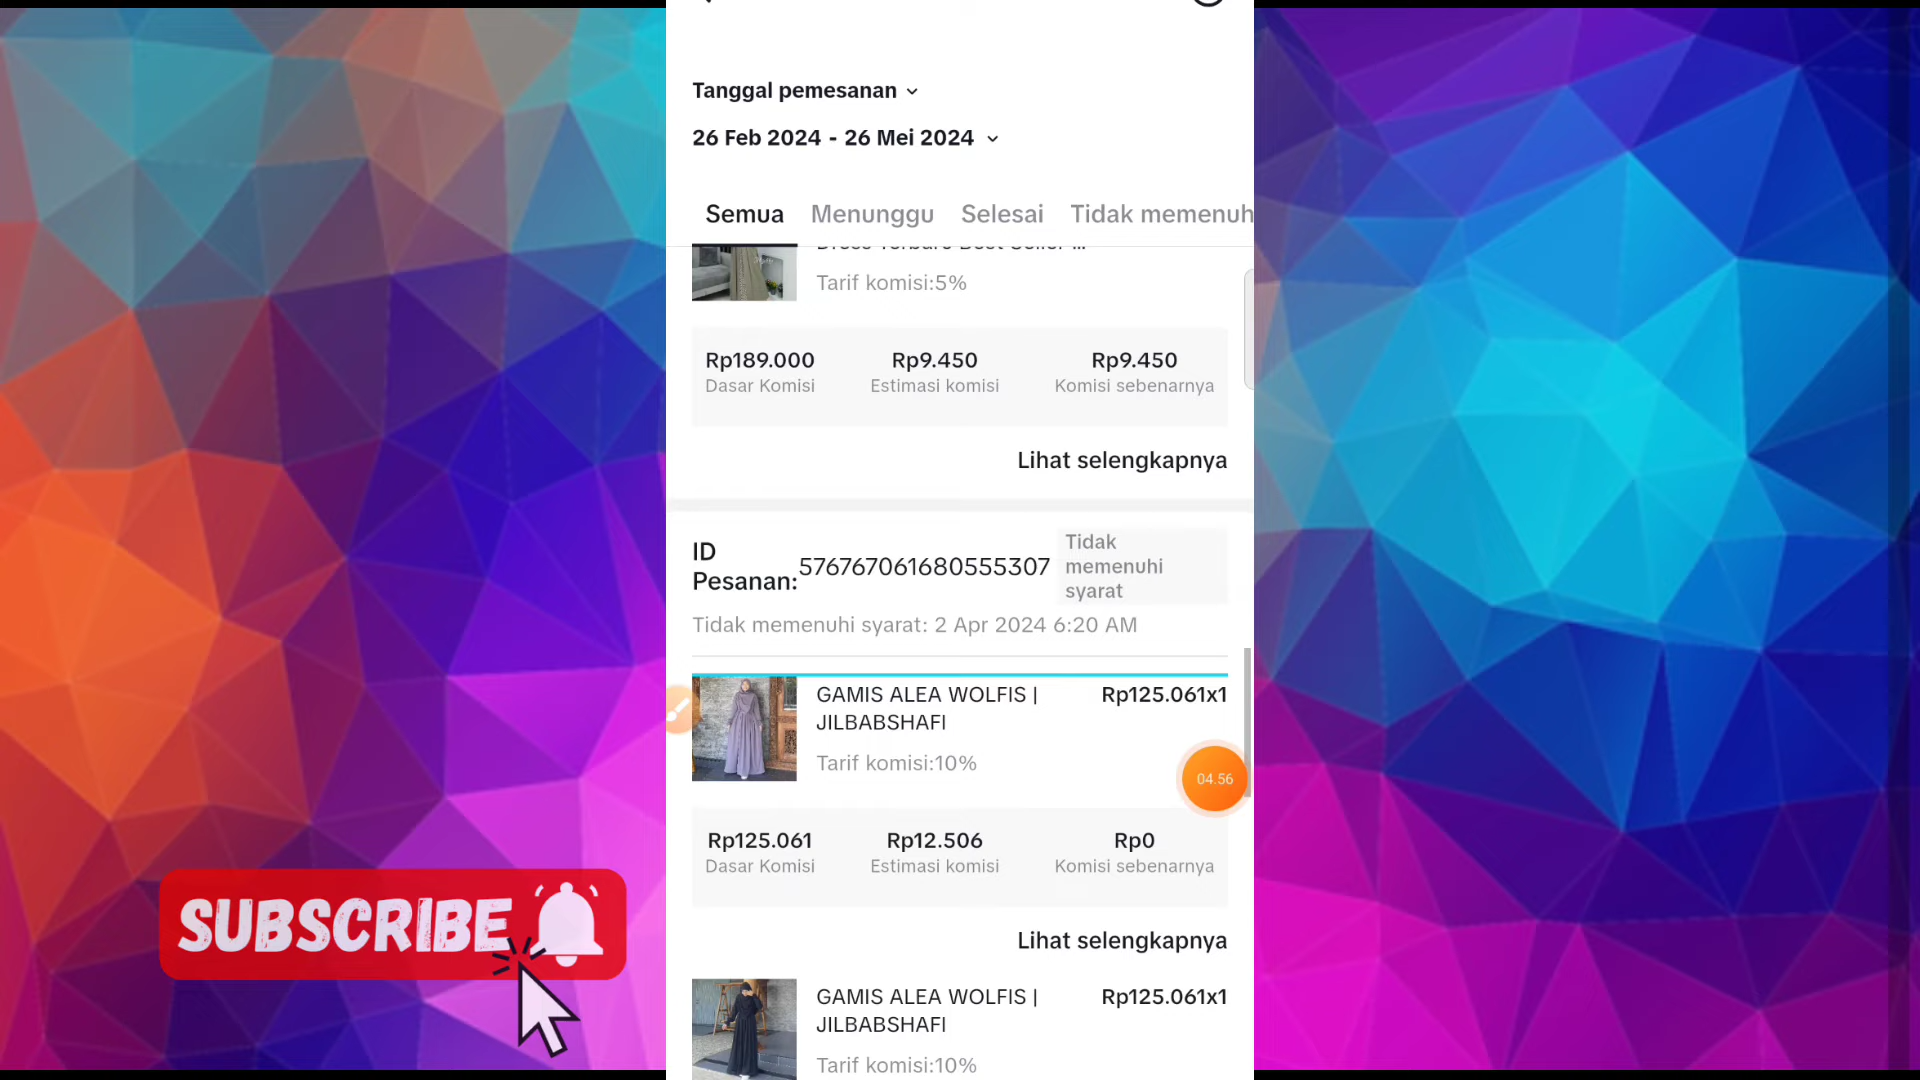 Tanggal pemesanan
26 Feb 2024 - 26 Mei 2024
Semua Menunggu Selesai Tidak memenuh
Dress Terbaru Best Seller ...
Tarif komisi:5%
Rp189.000 Rp9.450 Rp9.450
Dasar Komisi Estimasi komisi Komisi sebenarnya
Lihat selengkapnya
ID Pesanan: 576767061680555307 Tidak memenuhi syarat
Tidak memenuhi syarat: 2 Apr 2024 6:20 AM
GAMIS ALEA WOLFIS | Rp125.061x1
JILBABSHAFI
Tarif komisi:10%
04.56
Rp125.061 Rp12.506 Rp0
Dasar Komisi Estimasi komisi Komisi sebenarnya
SUBSCRIBE
Lihat selengkapnya
GAMIS ALEA WOLFIS | Rp125.061x1
JILBABSHAFI
Tarif komisi:10%